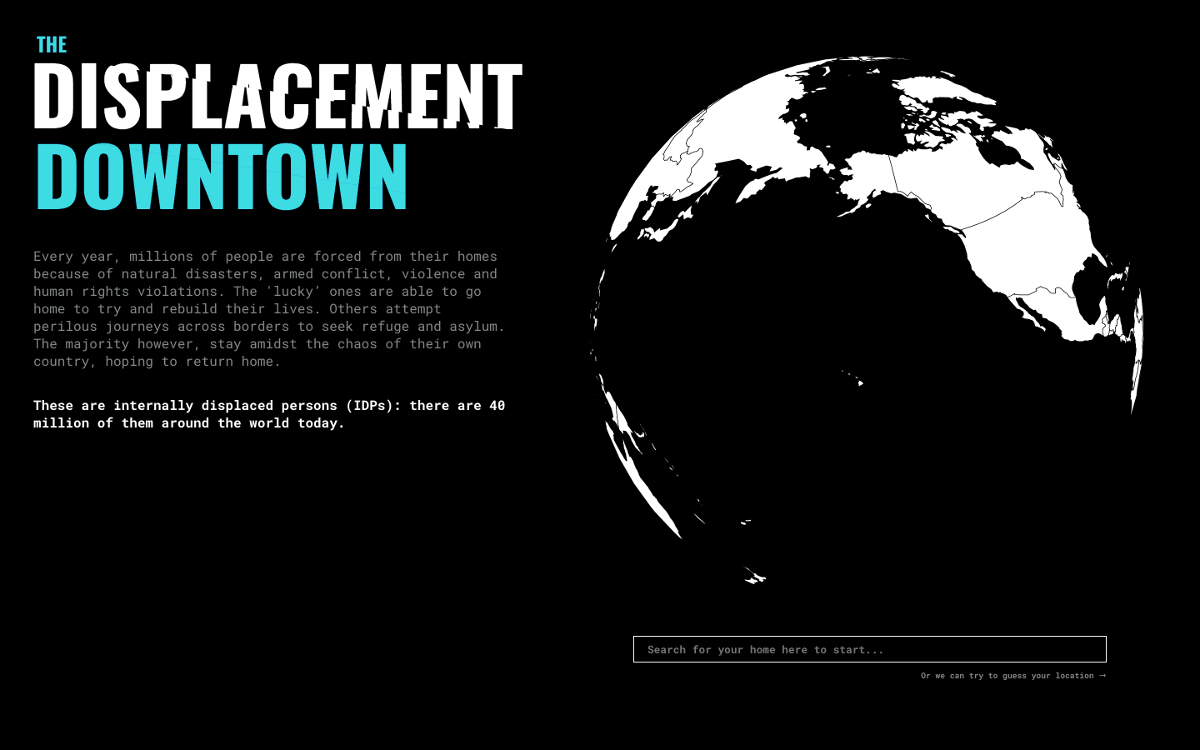 THE
DISPLACEMENT
DOWNTOWN
Every year, millions of people are forced from their homes
because of natural disasters, armed conflict, violence and
human rights violations. The 'lucky' ones are able to go
home to try and rebuild their lives. Others attempt
perilous journeys across borders to seek refuge and asylum.
The majority however, stay amidst the chaos of their own
country, hoping to return home.
These are internally displaced persons (IDPs): there are 40
million of them around the world today.
Search for your home here to start...
Or we can try to guess your location →